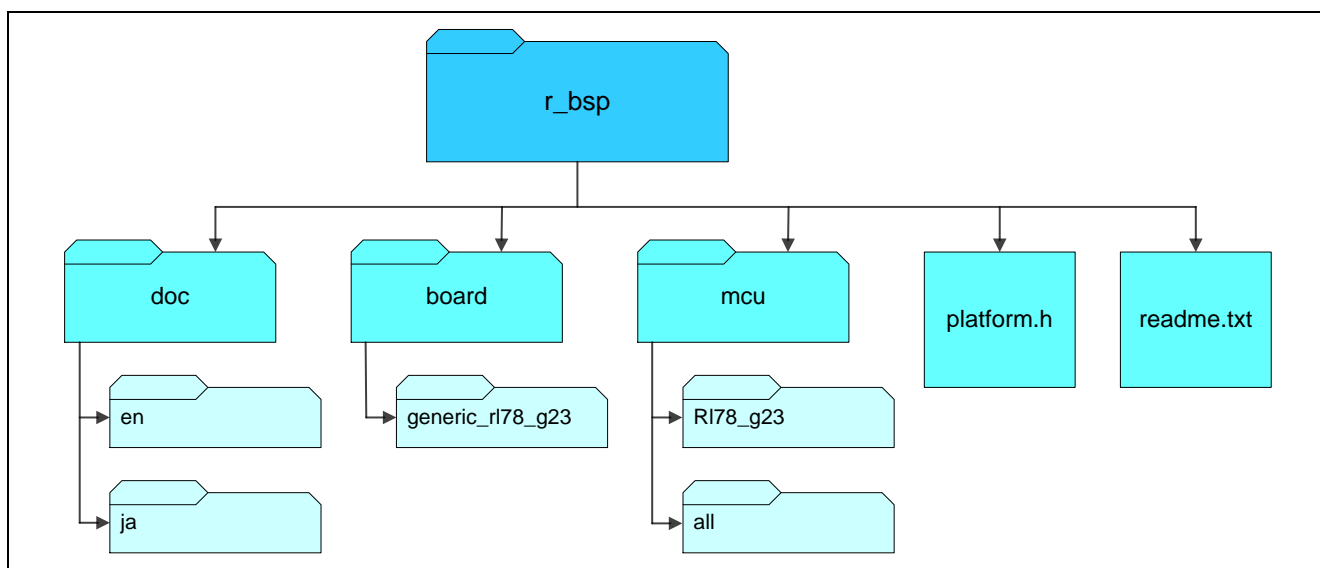 r_bsp
doc
board
mcu
platform.h
readme.txt
en
generic_rl78_g23
Rl78_g23
ja
all